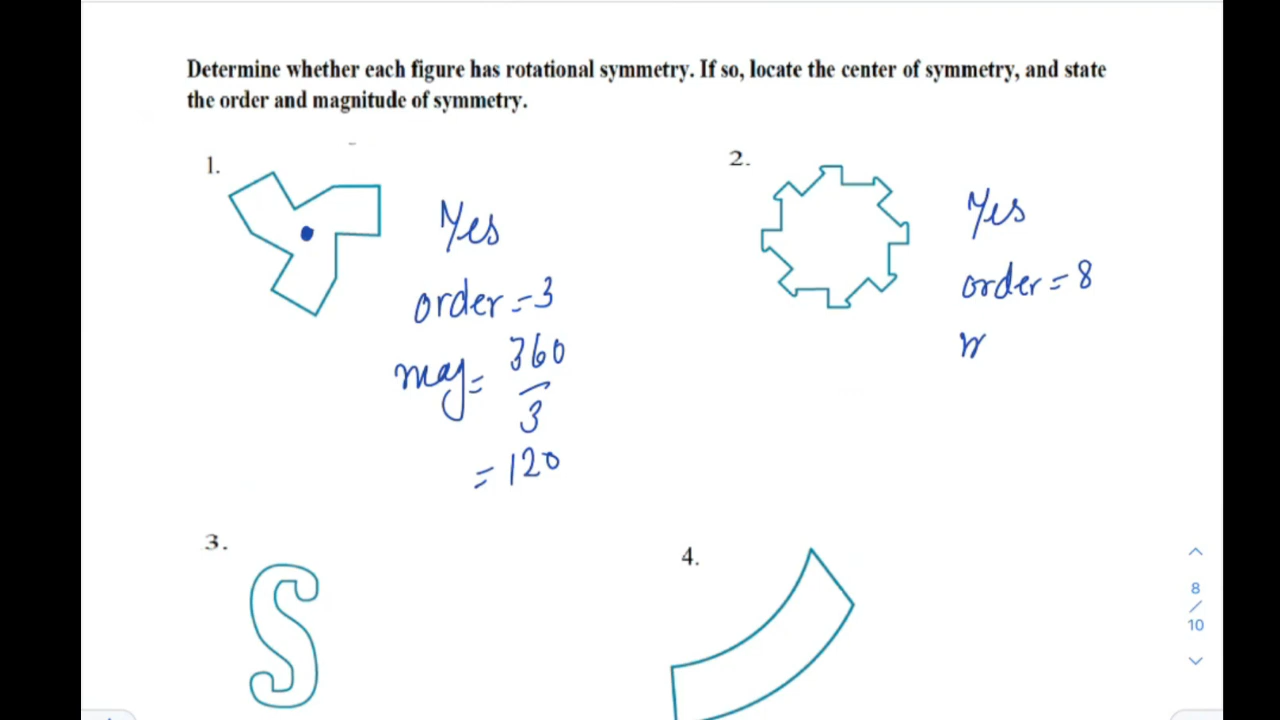 Determine whether each figure has rotational symmetry. If so, locate the center of symmetry, and state
the order and magnitude of symmetry.
1.
Yes
order = 3
mag = 360
3
= 120
2.
Yes
order = 8
m
3.
4.
8
/
10